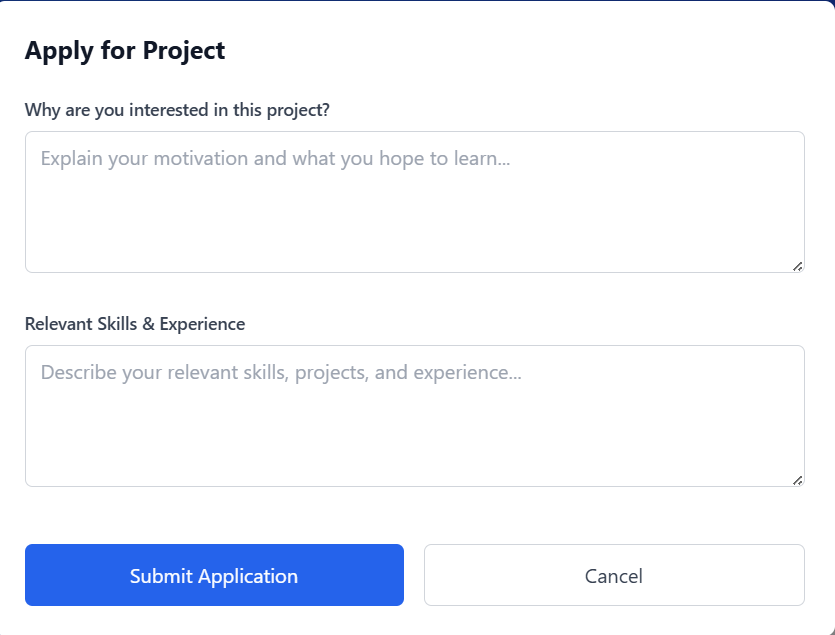 Apply for Project
Why are you interested in this project?
Explain your motivation and what you hope to learn...
Relevant Skills & Experience
Describe your relevant skills, projects, and experience...
Submit Application
Cancel